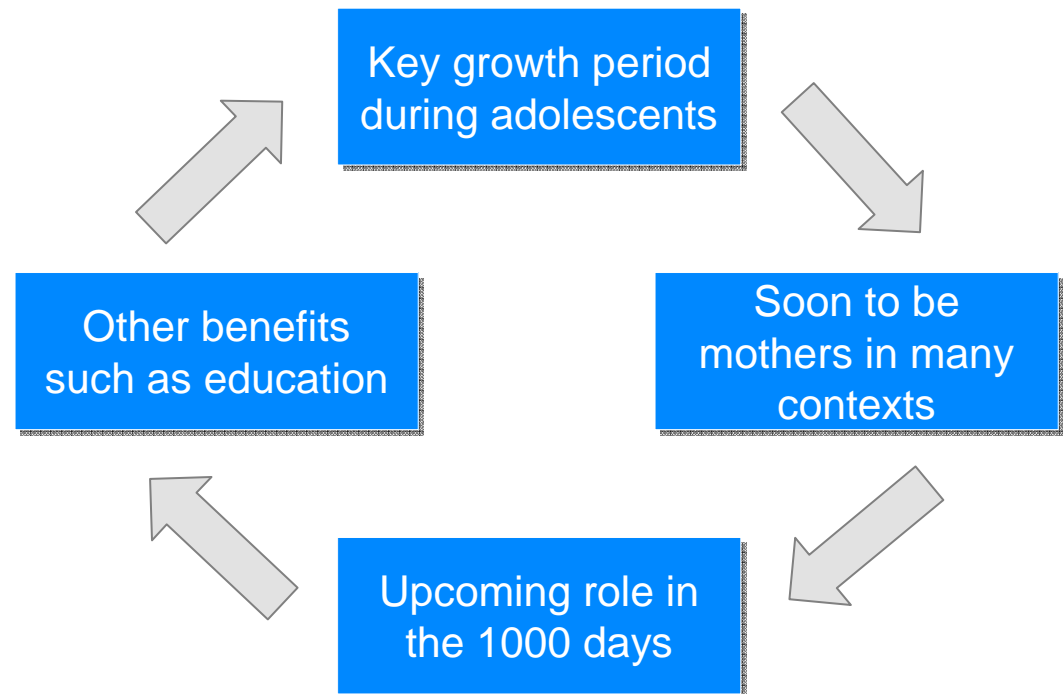 Key growth period
during adolescents
Soon to be
mothers in many
contexts
Upcoming role in
the 1000 days
Other benefits
such as education